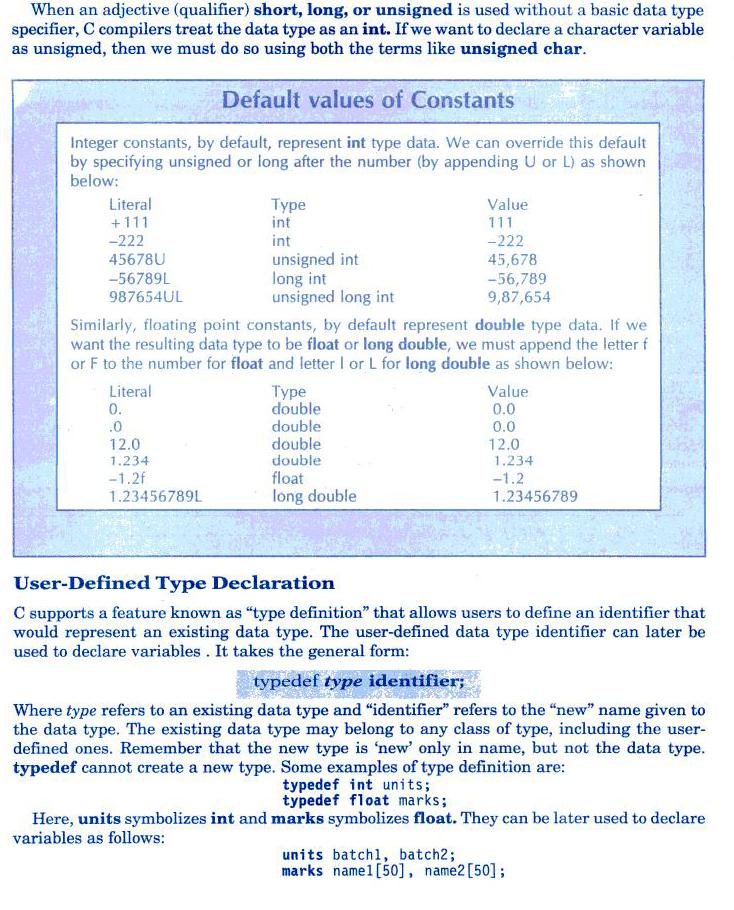 When an adjective (qualifier) short, long, or unsigned is used without a basic data type
specifier, C compilers treat the data type as an int. If we want to declare a character variable
as unsigned, then we must do so using both the terms like unsigned char.
Default values of Constants
Integer constants, by default, represent int type data. We can override this default
by specifying unsigned or long after the number (by appending U or L) as shown
below:
Literal Type Value
+111 int 111
−222 int −222
45678U unsigned int 45,678
−56789L long int −56,789
987654UL unsigned long int 9,87,654
Similarly, floating point constants, by default represent double type data. If we
want the resulting data type to be float or long double, we must append the letter f
or F to the number for float and letter l or L for long double as shown below:
Literal Type Value
0. double 0.0
.0 double 0.0
12.0 double 12.0
1.234 double 1.234
−1.2f float −1.2
1.23456789L long double 1.23456789
User-Defined Type Declaration
C supports a feature known as “type definition” that allows users to define an identifier that
would represent an existing data type. The user-defined data type identifier can later be
used to declare variables . It takes the general form:
typedef type identifier;
Where type refers to an existing data type and “identifier” refers to the “new” name given to
the data type. The existing data type may belong to any class of type, including the user-
defined ones. Remember that the new type is ‘new’ only in name, but not the data type.
typedef cannot create a new type. Some examples of type definition are:
typedef int units;
typedef float marks;
Here, units symbolizes int and marks symbolizes float. They can be later used to declare
variables as follows:
units batch1, batch2;
marks name1[50], name2[50];